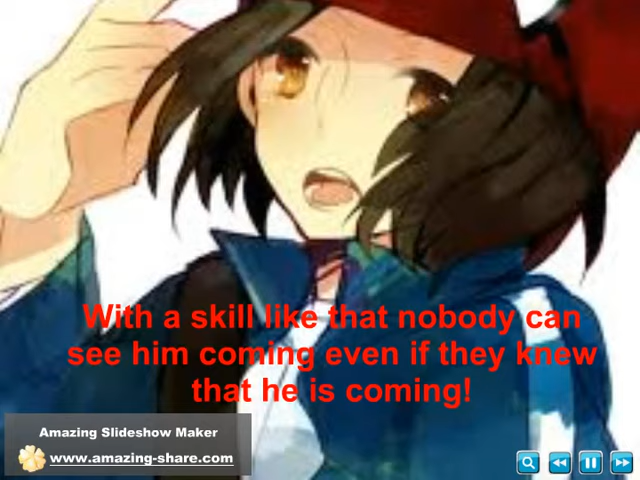 With a skill like that nobody can
see him coming even if they knew
that he is coming!
Amazing Slideshow Maker
www.amazing-share.com